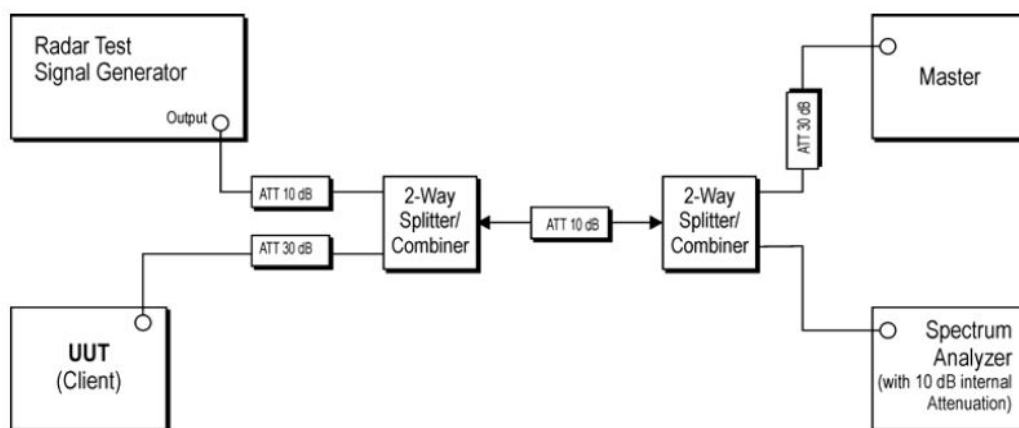 Radar Test
Signal Generator
Output
ATT 10 dB
ATT 30 dB
UUT
(Client)
2-Way
Splitter/
Combiner
ATT 10 dB
2-Way
Splitter/
Combiner
ATT 30 dB
Master
Spectrum
Analyzer
(with 10 dB internal
Attenuation)